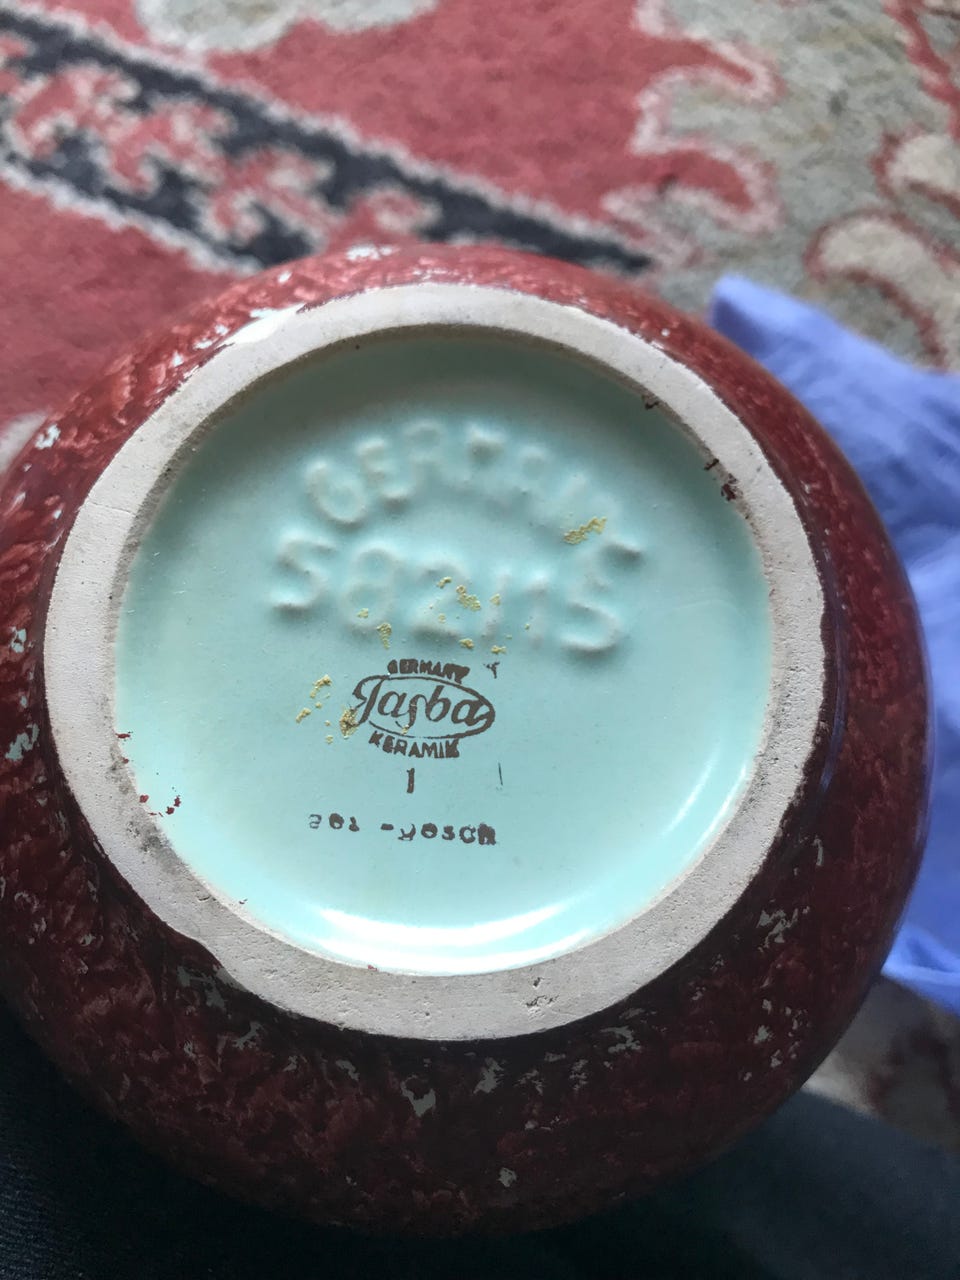 GERMANY
582/15
GERMANY
Jasba
KERAMIK
1